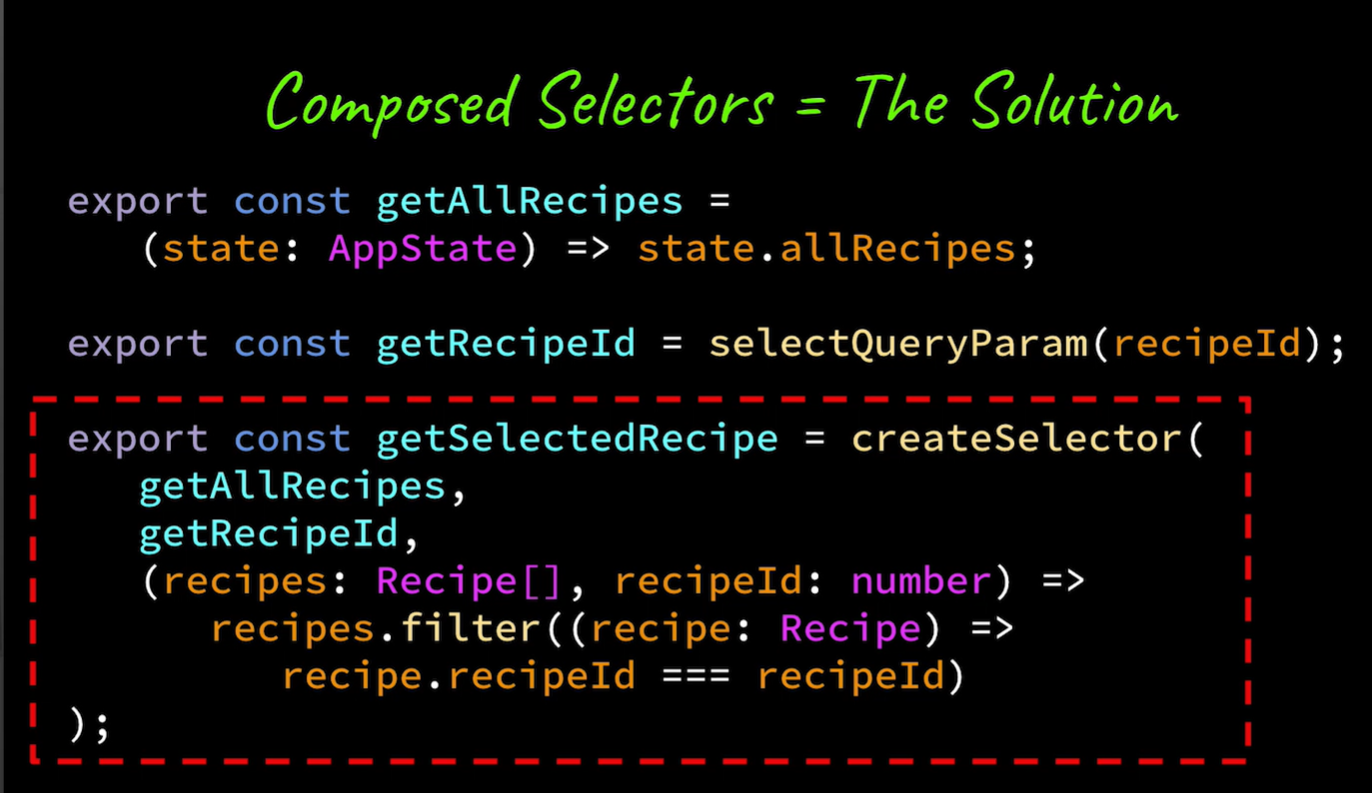 Composed Selectors = The Solution
export const getAllRecipes =
(state: AppState) => state.allRecipes;
export const getRecipeId = selectQueryParam(recipeId);
export const getSelectedRecipe = createSelector(
getAllRecipes,
getRecipeId,
(recipes: Recipe[], recipeId: number) =>
recipes.filter((recipe: Recipe) =>
recipe.recipeId === recipeId)
);